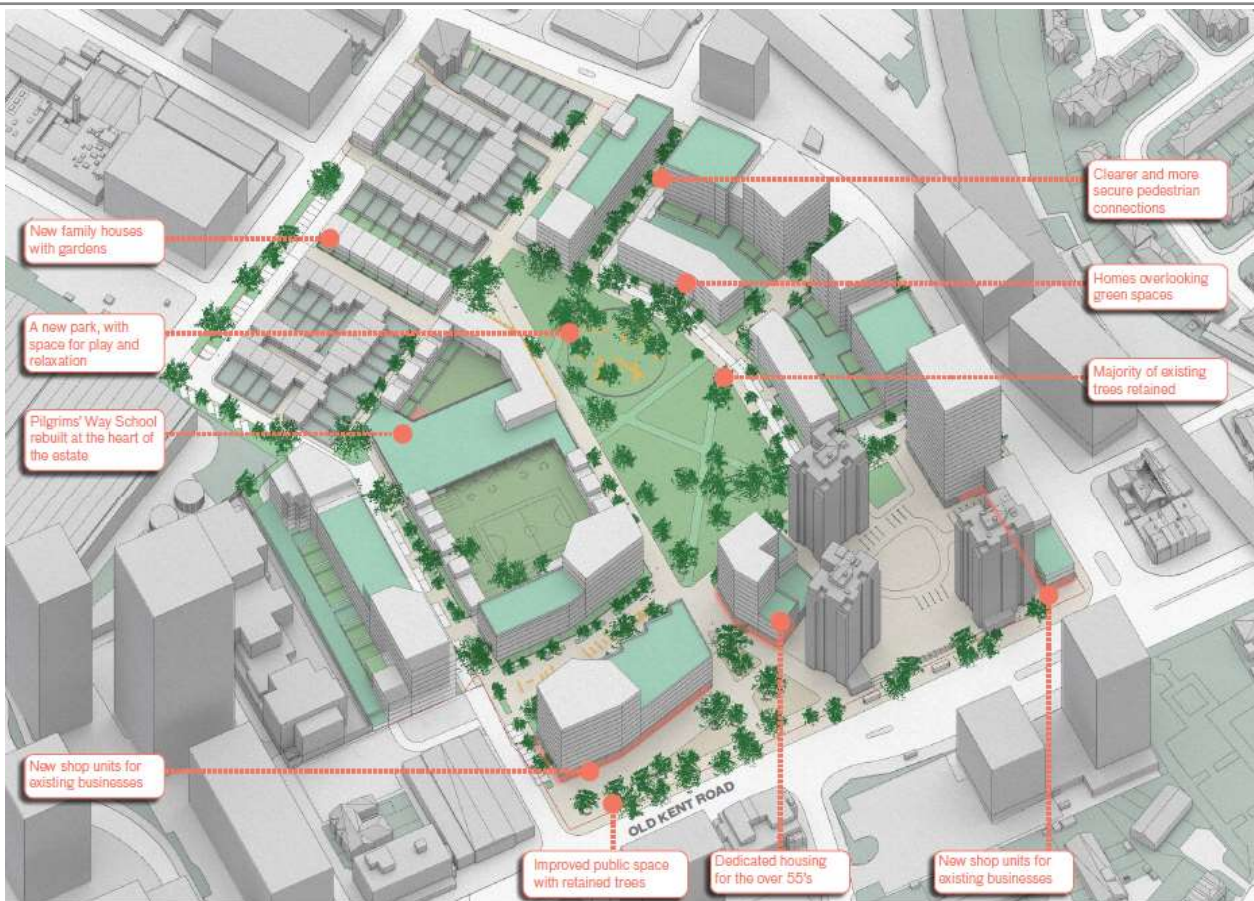 Clearer and more
secure pedestrian
connections
New family houses
with gardens
Homes overlooking
green spaces
A new park, with
space for play and
relaxation
Majority of existing
trees retained
Pilgrims' Way School
rebuilt at the heart of
the estate
New shop units for
existing businesses
OLD KENT ROAD
Improved public space
with retained trees
Dedicated housing
for the over 55's
New shop units for
existing businesses